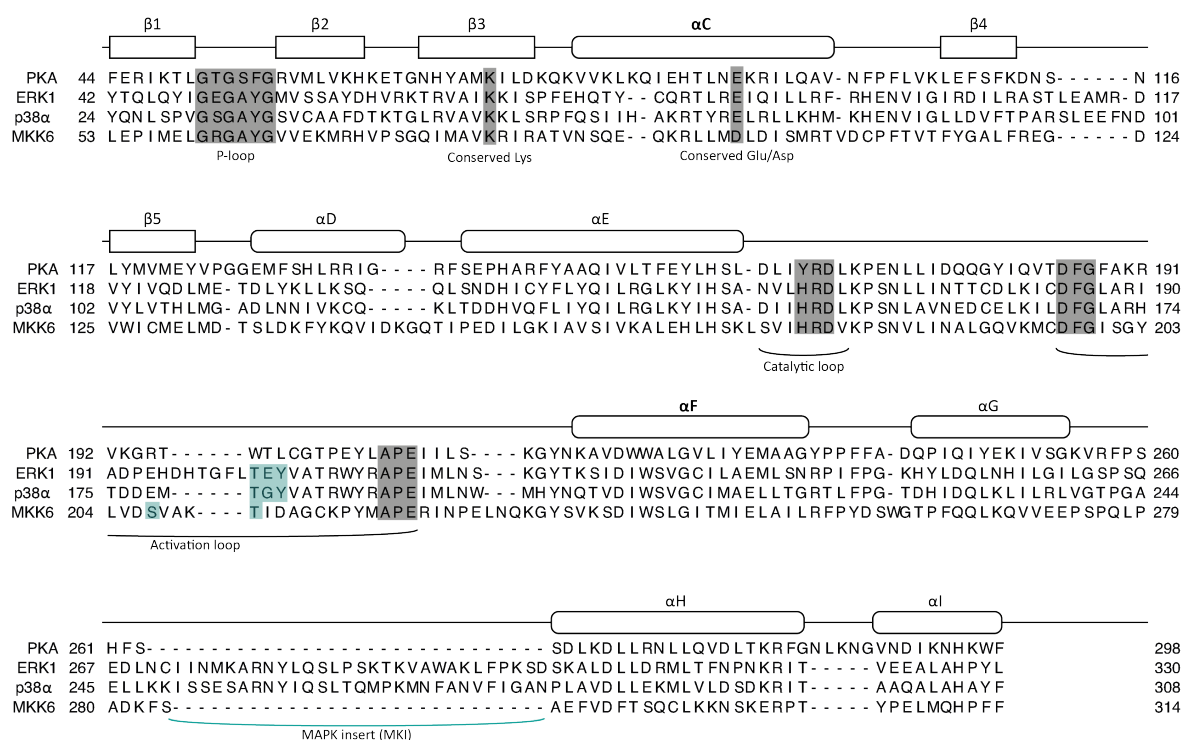 β1 β2 β3 αC β4
PKA 44 FERIKTLGTGSFGRVMLVKHKETGNHYAMKILDKQKVVKLKQIEHTLNEKRILQAV-NFPFLVKLEFSFKDNS------N 116
ERK1 42 YTQLQYIGEGAYGMVSSAYDHVRKTRVAIKKISPFEHQTY--CQRTLREIQILLRF-RHENVIGIRDILRASTLEAMR-D 117
p38α 24 YQNLSPVGSGAYGSVCAAFDTKTGLRVAVKKLSRPFQSIIH-AKRTYRELRLLKHM-KHENVIGLLDVFTPARSLEEFND 101
MKK6 53 LEPIMELGRGAYGVVEKMRHVPSGQIMAVKRIRATVNSQE--QKRLLMDLDISMRTVDCPFTVTFYGALFREG------D 124
P-loop Conserved Lys Conserved Glu/Asp
β5 αD αE
PKA 117 LYMVMEYVPGGEMFSHLRRIG----RFSEPHARFYAAQIVLTFEYLHSL-DLIYRDLKPENLLIDQQGYIQVTDFGFAKR 191
ERK1 118 VYIVQDLME-TDLYKLLKSQ----QLSNDHICYFLYQILRGLKYIHSA-NVLHRDLKPSNLLINTTCDLKICDFGLARI 190
p38α 102 VYLVTHLMG-ADLNNIVKCQ----KLTDDHVQFLIYQILRGLKYIHSA-DIIHRDLKPSNLAVNEDCELKILDFGLARH 174
MKK6 125 VWICMELMD-TSLDKFYKQVIDKGQTIPEDILGKIAVSIVKALEHLHSKLSVIHRDVKPSNVLINALGQVKMCDFGISGY 203
Catalytic loop
αF αG
PKA 192 VKGRT------WTLCGTPEYLAPEIILS----KGYNKAVDWWALGVLIYEMAAGYPPFFA-DQPIQIYEKIVSGKVRFPS 260
ERK1 191 ADPEHDHTGFLTEYVATRWYRAPEIMLNS----KGYTKSIDIWSVGCILAEMLSNRPIFPG-KHYLDQLNHILGILGSPSQ 266
p38α 175 TDDEM------TGYVATRWYRAPEIMLNW---MHYNQTVDIWSVGCIMAELLTGRTLFPG-TDHIDQLKLILRLVGTPGA 244
MKK6 204 LVDSVAK----TIDAGCKPYMAPERINPELNQKGYSVKSDIWSLGITMIELAILRFPYDSWGTPFQQLKQVVEEPSPQLP 279
Activation loop
αH αI
PKA 261 HFS-------------------------------SDLKDLLRNLLQVDLTKRFGNLKNGVNDIKNHKWF 298
ERK1 267 EDLNCIINMKARNYLQSLPSKTKVAWAKLFPKSDSKALDLLDRMLTFNPNKRIT-----VEEALAHPYL 330
p38α 245 ELLKKISSESARNYIQSLTQMPKMNFANVFIGANPLAVDLLEKMLVLDSDKRIT-----AAQALAHAYF 308
MKK6 280 ADKFS-----------------------------AEFVDFTSQCLKKNSKERPT-----YPELMQHPFF 314
MAPK insert (MKI)